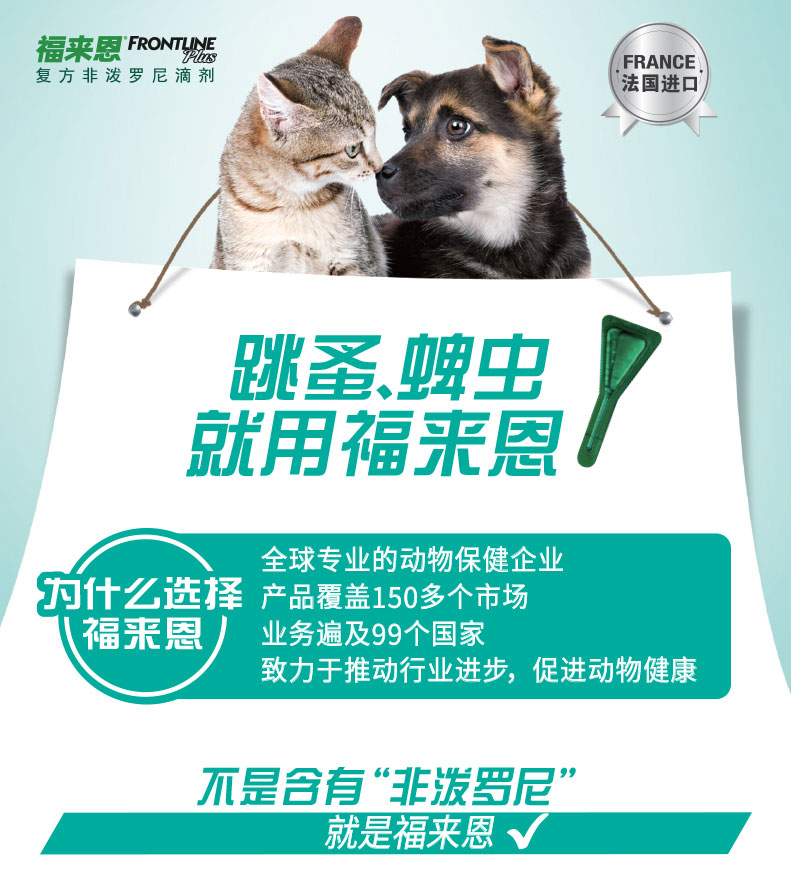 福来恩® FRONTLINE
Plus
复方非泼罗尼滴剂
FRANCE
法国进口
跳蚤、蜱虫
就用福来恩
为什么选择
福来恩
全球专业的动物保健企业
产品覆盖150多个市场
业务遍及99个国家
致力于推动行业进步，促进动物健康
不是含有“非泼罗尼”
就是福来恩